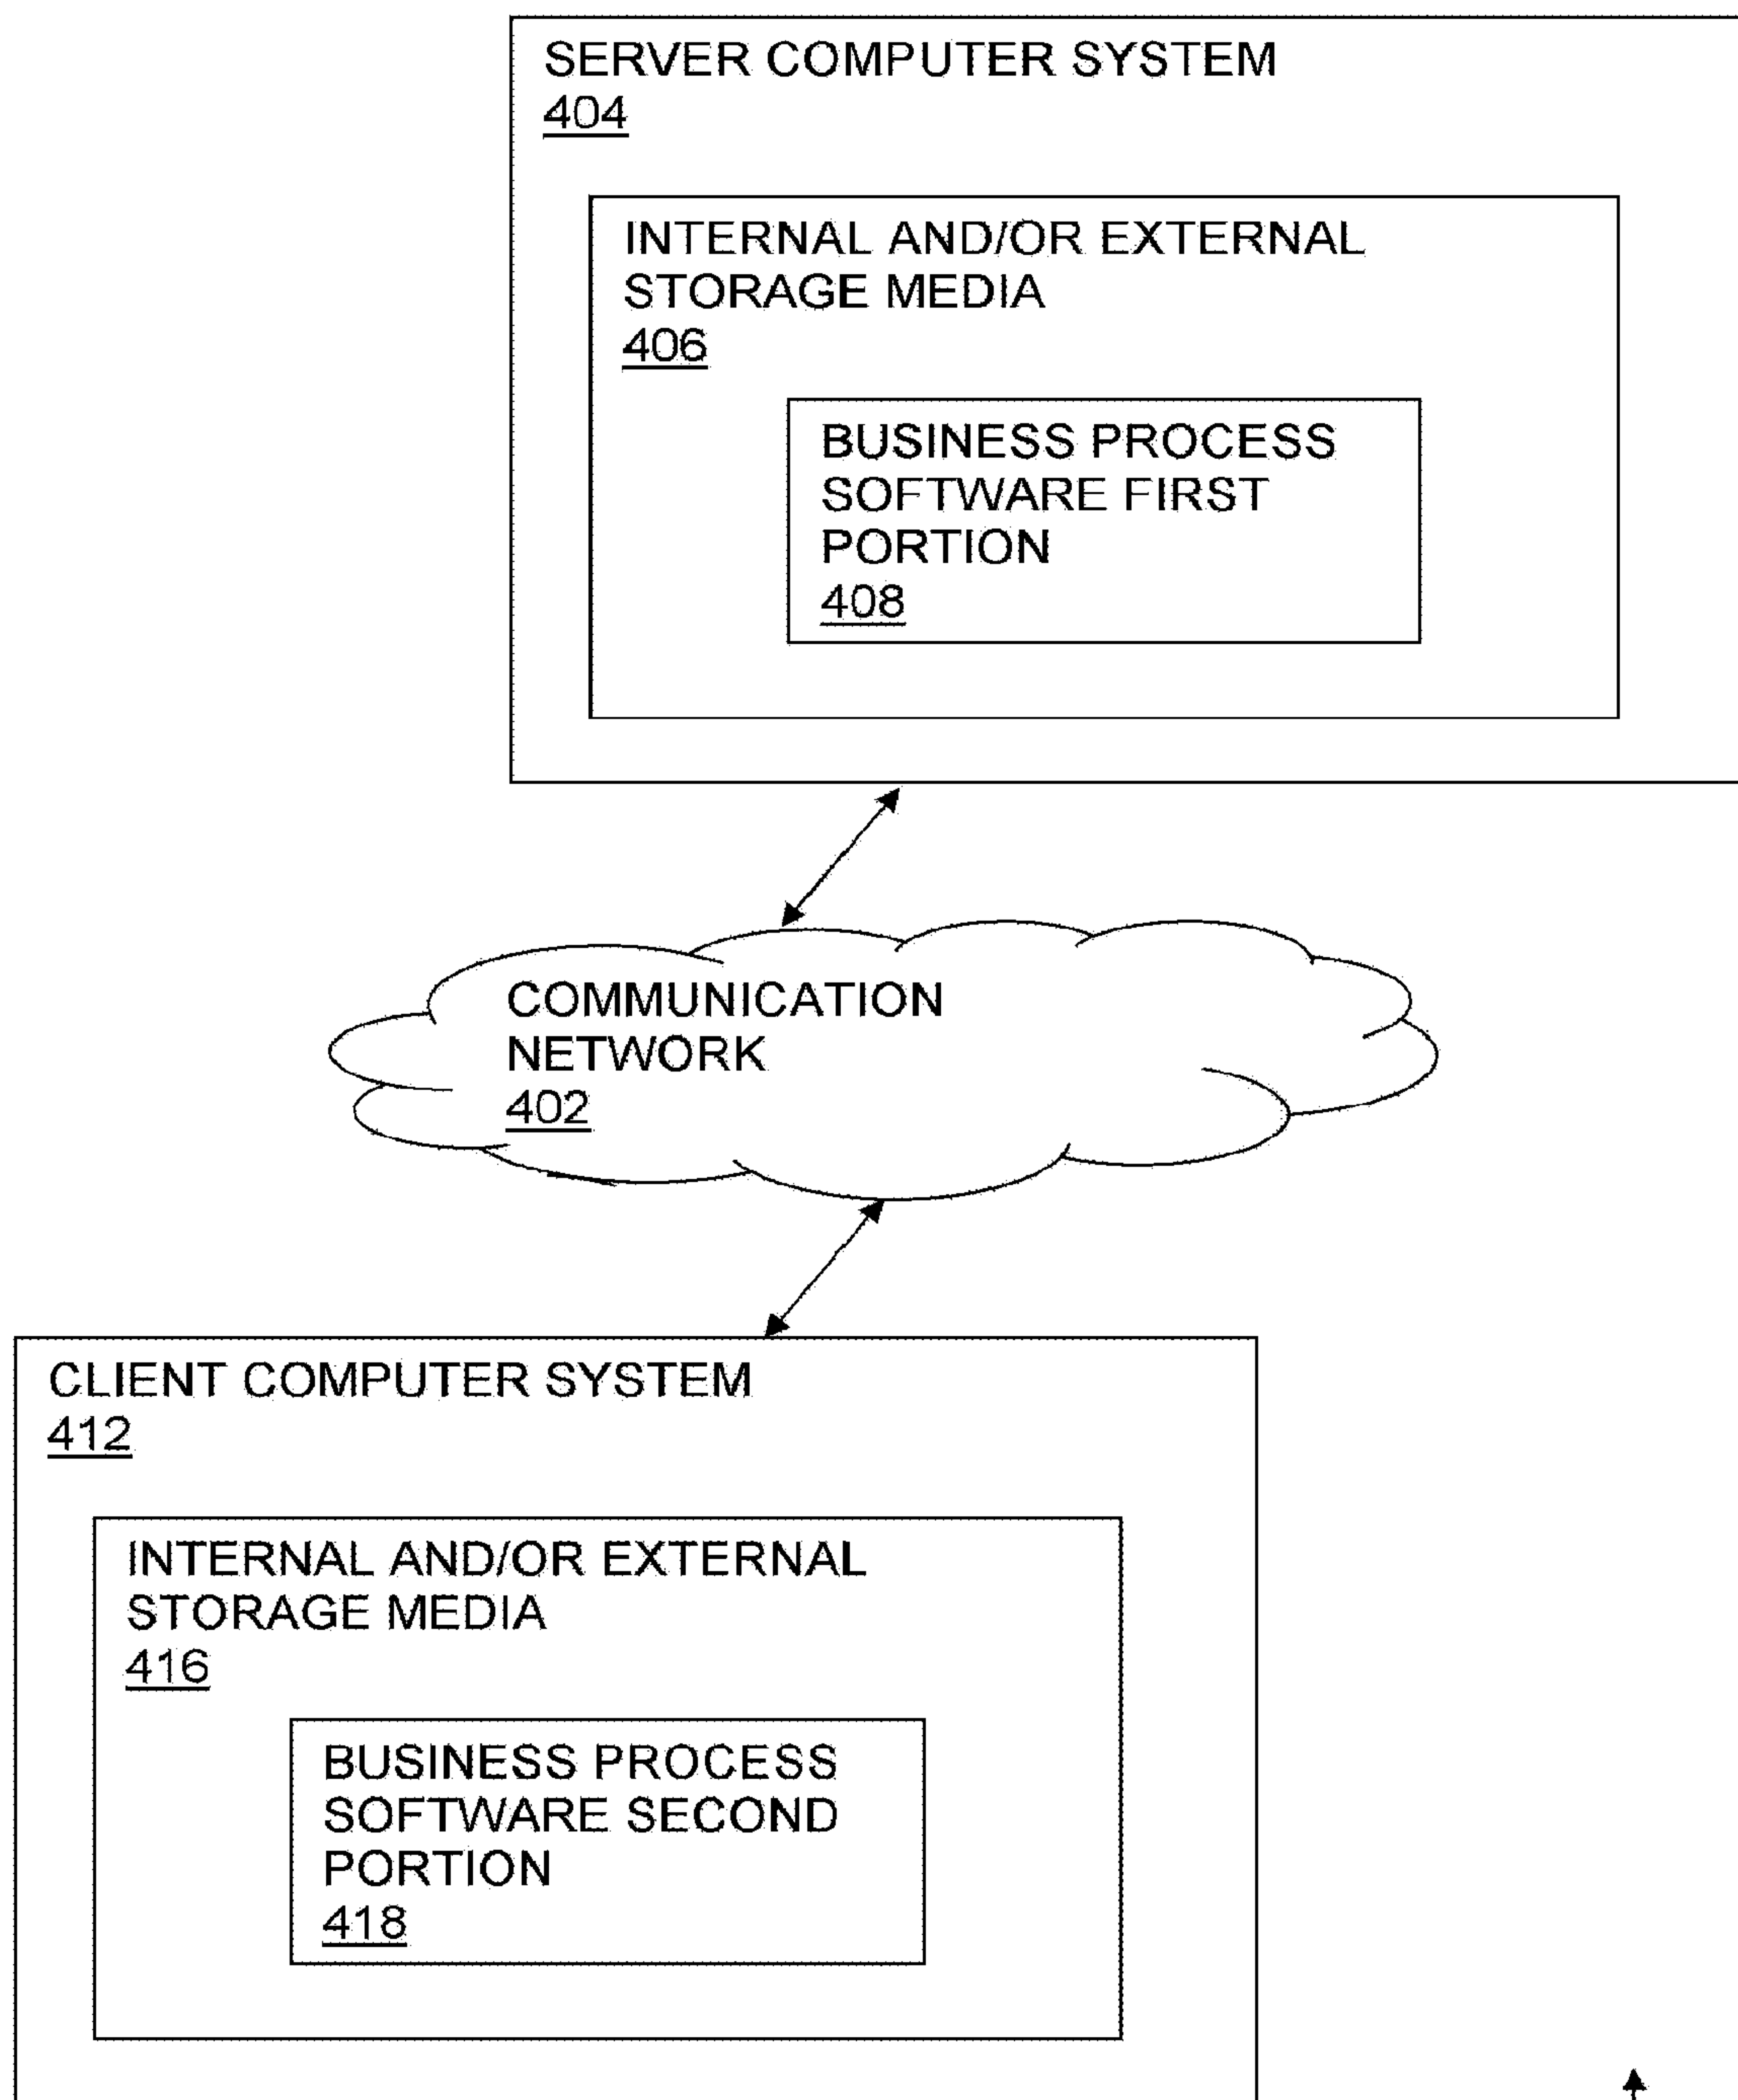 SERVER COMPUTER SYSTEM
404
INTERNAL AND/OR EXTERNAL
STORAGE MEDIA
406
BUSINESS PROCESS
SOFTWARE FIRST
PORTION
408
COMMUNICATION
NETWORK
402
CLIENT COMPUTER SYSTEM
412
INTERNAL AND/OR EXTERNAL
STORAGE MEDIA
416
BUSINESS PROCESS
SOFTWARE SECOND
PORTION
418